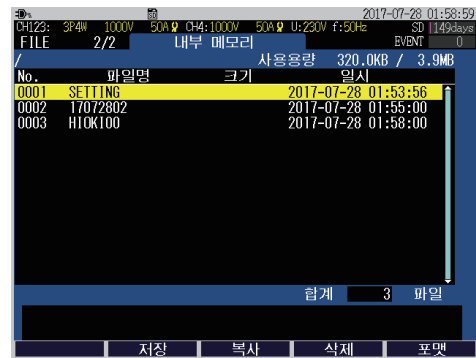 2017-07-28 01:58:59
CH123: 3P4W 1000V 50A CH4:1000V 50A U:230V f:50Hz SD 149days
FILE 2/2 내부 메모리 EVENT 0
/ 사용용량 320.0KB / 3.9MB
No. 파일명 크기 일시
0001 SETTING 2017-07-28 01:53:56
0002 17072802 2017-07-28 01:55:00
0003 HIOKI00 2017-07-28 01:58:00
합계 3 파일
저장 복사 삭제 포맷